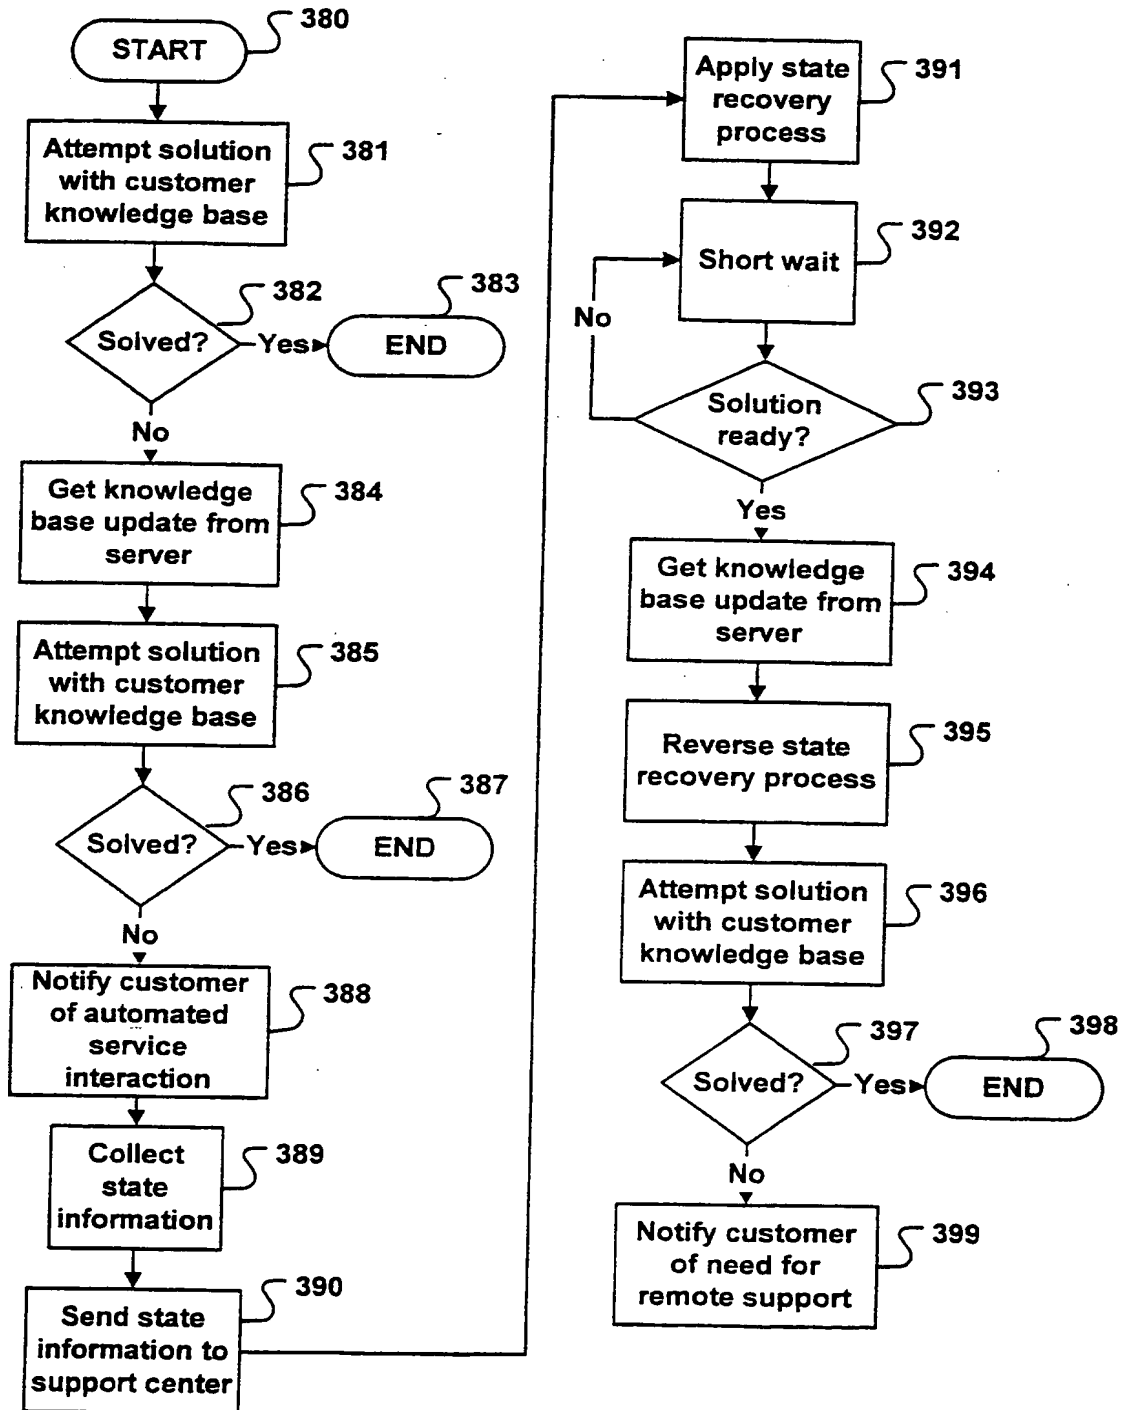 START
380
Attempt solution
with customer
knowledge base
381
Solved?
382
Yes
END
383
No
Get knowledge
base update from
server
384
Attempt solution
with customer
knowledge base
385
Solved?
386
Yes
END
387
No
Notify customer
of automated
service
interaction
388
Collect
state
information
389
Send state
information to
support center
390
Apply state
recovery
process
391
Short wait
392
No
Solution
ready?
393
Yes
Get knowledge
base update from
server
394
Reverse state
recovery process
395
Attempt solution
with customer
knowledge base
396
Solved?
397
Yes
END
398
No
Notify customer
of need for
remote support
399